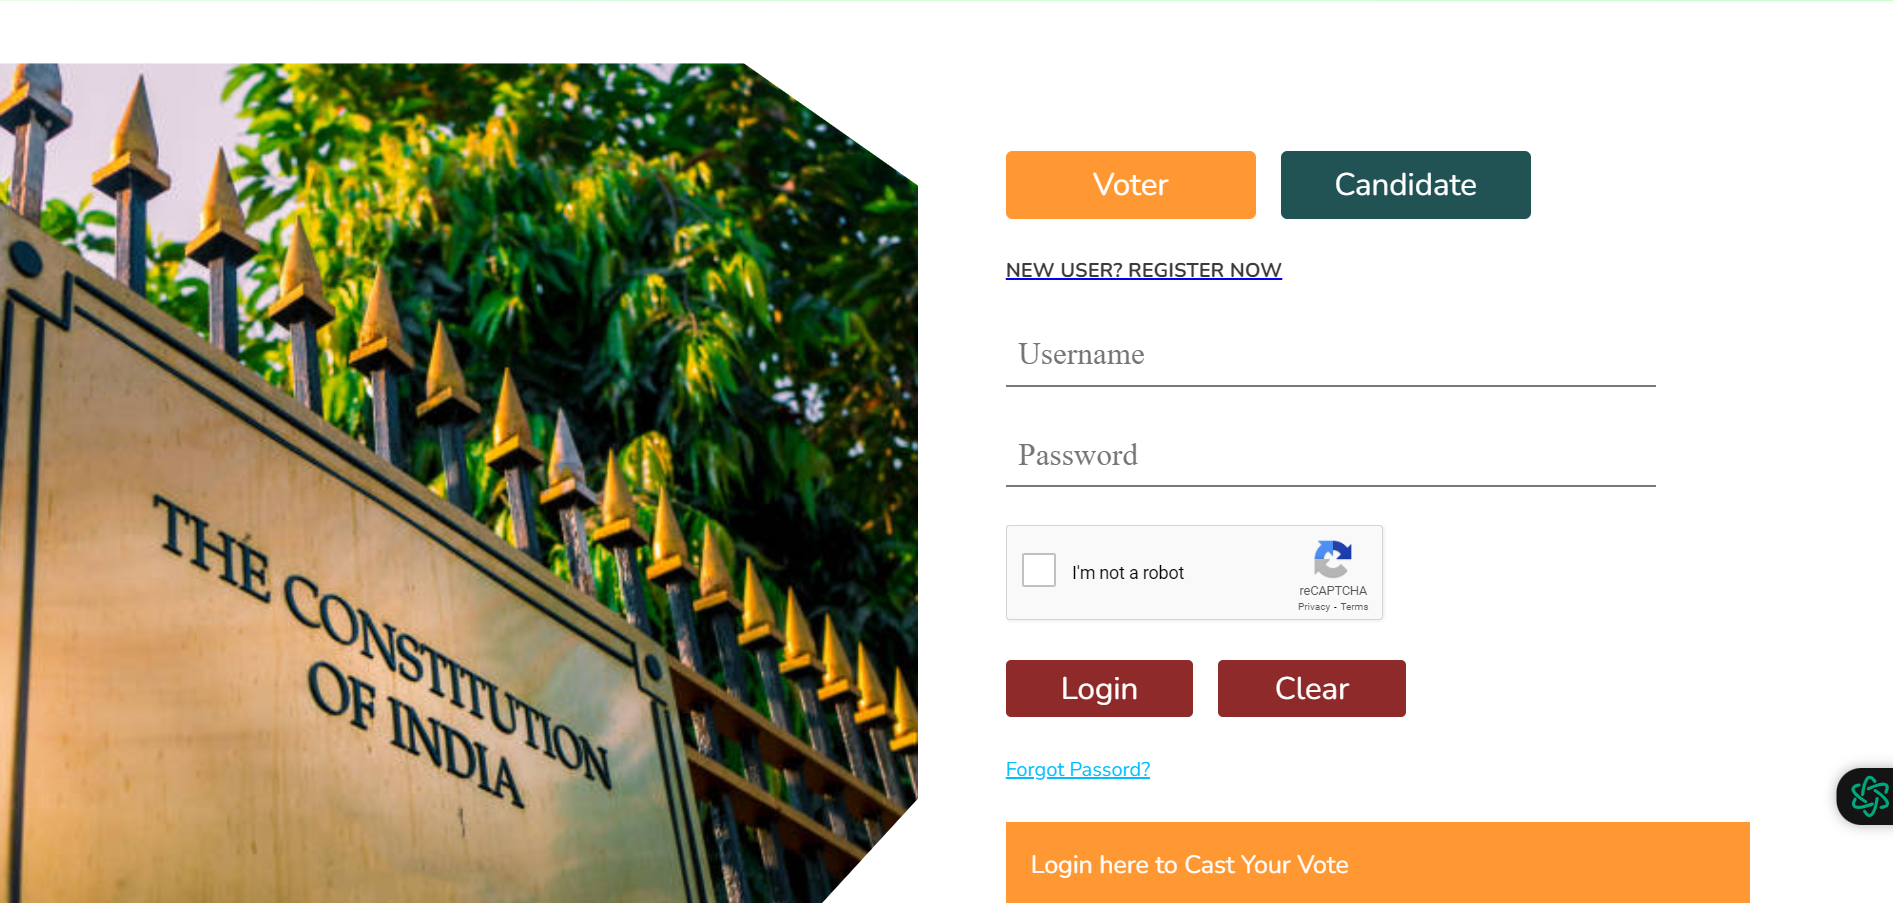 THE CONSTITUTION
OF INDIA
Voter
Candidate
NEW USER? REGISTER NOW
Username
Password
I'm not a robot
reCAPTCHA
Privacy - Terms
Login
Clear
Forgot Passord?
Login here to Cast Your Vote